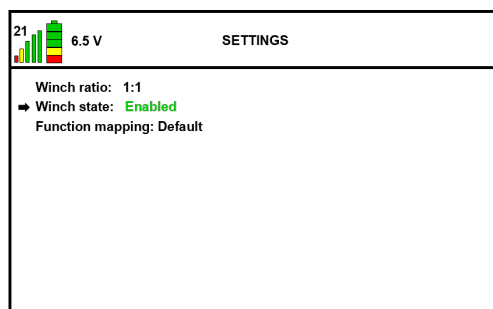 21
6.5 V
SETTINGS
Winch ratio: 1:1
Winch state: Enabled
Function mapping: Default